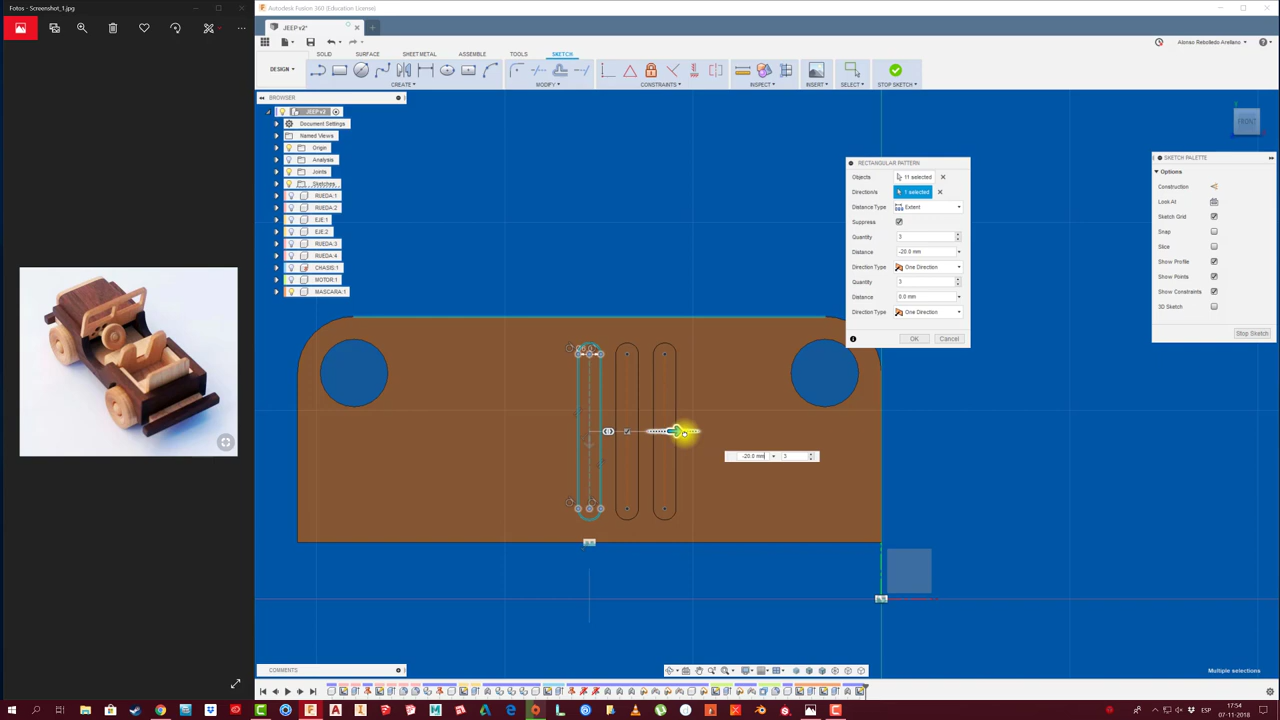 Fotos - Screenshot_1.jpg
Autodesk Fusion 360 (Education License)
JEEP v2*
Alonso Rebolledo Arellano
DESIGN
SOLID
SURFACE
SHEET METAL
ASSEMBLE
TOOLS
SKETCH
CREATE
MODIFY
CONSTRAINTS
INSPECT
INSERT
SELECT
STOP SKETCH
BROWSER
JEEP v2
Document Settings
Named Views
Origin
Analysis
Joints
Sketches
RUEDA:1
RUEDA:2
EJE:1
EJE:2
RUEDA:3
RUEDA:4
CHASIS:1
MOTOR:1
MASCARA:1
FRONT
RECTANGULAR PATTERN
Objects 11 selected
Direction/s 1 selected
Distance Type Extent
Suppress
Quantity 3
Distance -20.0 mm
Direction Type One Direction
Quantity 3
Distance 0.0 mm
Direction Type One Direction
OK Cancel
SKETCH PALETTE
Options
Construction
Look At
Sketch Grid
Snap
Slice
Show Profile
Show Points
Show Constraints
3D Sketch
Stop Sketch
-20.0 mm 3
COMMENTS
Multiple selections
ESP
17:54
07-11-2018